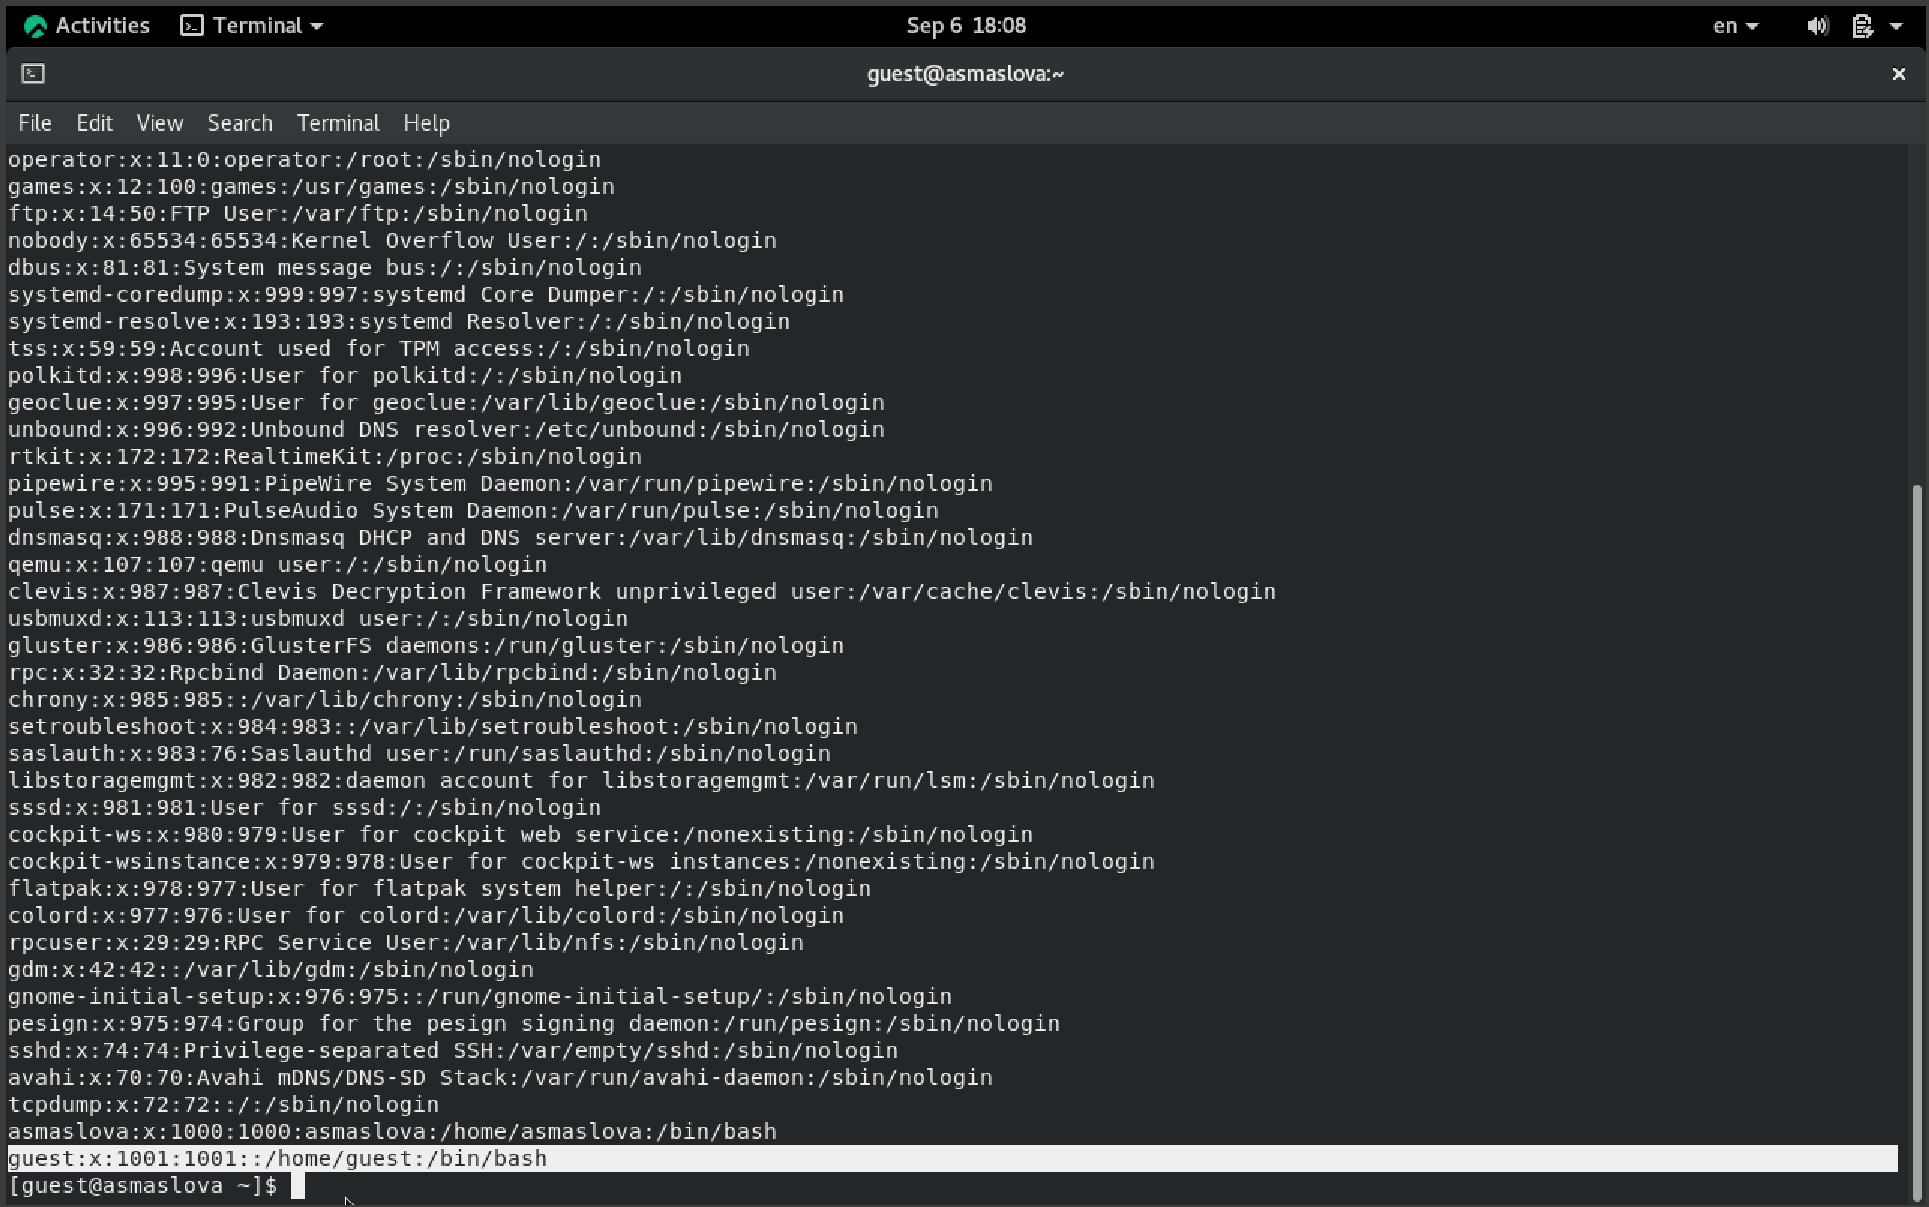 Activities Terminal Sep 6 18:08 en
guest@asmaslova:~
File Edit View Search Terminal Help
operator:x:11:0:operator:/root:/sbin/nologin
games:x:12:100:games:/usr/games:/sbin/nologin
ftp:x:14:50:FTP User:/var/ftp:/sbin/nologin
nobody:x:65534:65534:Kernel Overflow User:/:/sbin/nologin
dbus:x:81:81:System message bus:/:/sbin/nologin
systemd-coredump:x:999:997:systemd Core Dumper:/:/sbin/nologin
systemd-resolve:x:193:193:systemd Resolver:/:/sbin/nologin
tss:x:59:59:Account used for TPM access:/:/sbin/nologin
polkitd:x:998:996:User for polkitd:/:/sbin/nologin
geoclue:x:997:995:User for geoclue:/var/lib/geoclue:/sbin/nologin
unbound:x:996:992:Unbound DNS resolver:/etc/unbound:/sbin/nologin
rtkit:x:172:172:RealtimeKit:/proc:/sbin/nologin
pipewire:x:995:991:PipeWire System Daemon:/var/run/pipewire:/sbin/nologin
pulse:x:171:171:PulseAudio System Daemon:/var/run/pulse:/sbin/nologin
dnsmasq:x:988:988:Dnsmasq DHCP and DNS server:/var/lib/dnsmasq:/sbin/nologin
qemu:x:107:107:qemu user:/:/sbin/nologin
clevis:x:987:987:Clevis Decryption Framework unprivileged user:/var/cache/clevis:/sbin/nologin
usbmuxd:x:113:113:usbmuxd user:/:/sbin/nologin
gluster:x:986:986:GlusterFS daemons:/run/gluster:/sbin/nologin
rpc:x:32:32:Rpcbind Daemon:/var/lib/rpcbind:/sbin/nologin
chrony:x:985:985::/var/lib/chrony:/sbin/nologin
setroubleshoot:x:984:983::/var/lib/setroubleshoot:/sbin/nologin
saslauth:x:983:76:Saslauthd user:/run/saslauthd:/sbin/nologin
libstoragemgmt:x:982:982:daemon account for libstoragemgmt:/var/run/lsm:/sbin/nologin
sssd:x:981:981:User for sssd:/:/sbin/nologin
cockpit-ws:x:980:979:User for cockpit web service:/nonexisting:/sbin/nologin
cockpit-wsinstance:x:979:978:User for cockpit-ws instances:/nonexisting:/sbin/nologin
flatpak:x:978:977:User for flatpak system helper:/:/sbin/nologin
colord:x:977:976:User for colord:/var/lib/colord:/sbin/nologin
rpcuser:x:29:29:RPC Service User:/var/lib/nfs:/sbin/nologin
gdm:x:42:42::/var/lib/gdm:/sbin/nologin
gnome-initial-setup:x:976:975::/run/gnome-initial-setup/:/sbin/nologin
pesign:x:975:974:Group for the pesign signing daemon:/run/pesign:/sbin/nologin
sshd:x:74:74:Privilege-separated SSH:/var/empty/sshd:/sbin/nologin
avahi:x:70:70:Avahi mDNS/DNS-SD Stack:/var/run/avahi-daemon:/sbin/nologin
tcpdump:x:72:72::/:/sbin/nologin
asmaslova:x:1000:1000:asmaslova:/home/asmaslova:/bin/bash
guest:x:1001:1001::/home/guest:/bin/bash
[guest@asmaslova ~]$